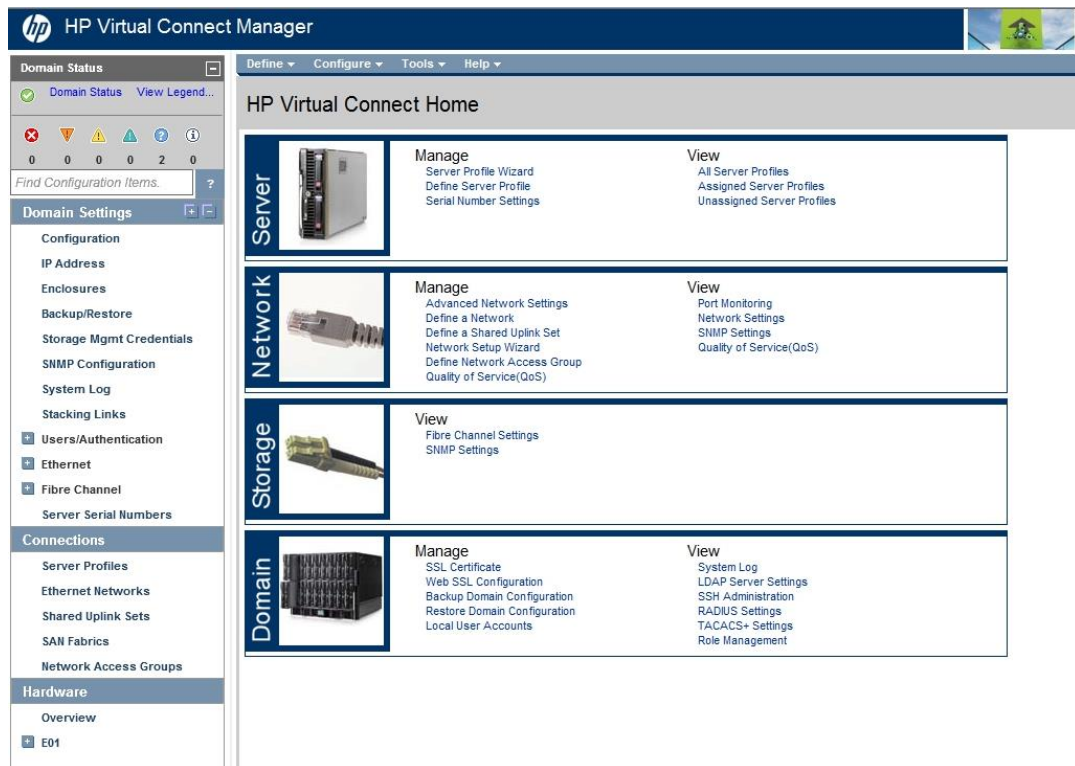 hp HP Virtual Connect Manager
Domain Status
Domain Status View Legend...
0 0 0 0 2 0
Find Configuration Items. ?
Domain Settings
Configuration
IP Address
Enclosures
Backup/Restore
Storage Mgmt Credentials
SNMP Configuration
System Log
Stacking Links
Users/Authentication
Ethernet
Fibre Channel
Server Serial Numbers
Connections
Server Profiles
Ethernet Networks
Shared Uplink Sets
SAN Fabrics
Network Access Groups
Hardware
Overview
E01
Define Configure Tools Help
HP Virtual Connect Home
Server
Manage
Server Profile Wizard
Define Server Profile
Serial Number Settings
View
All Server Profiles
Assigned Server Profiles
Unassigned Server Profiles
Network
Manage
Advanced Network Settings
Define a Network
Define a Shared Uplink Set
Network Setup Wizard
Define Network Access Group
Quality of Service(QoS)
View
Port Monitoring
Network Settings
SNMP Settings
Quality of Service(QoS)
Storage
View
Fibre Channel Settings
SNMP Settings
Domain
Manage
SSL Certificate
Web SSL Configuration
Backup Domain Configuration
Restore Domain Configuration
Local User Accounts
View
System Log
LDAP Server Settings
SSH Administration
RADIUS Settings
TACACS+ Settings
Role Management